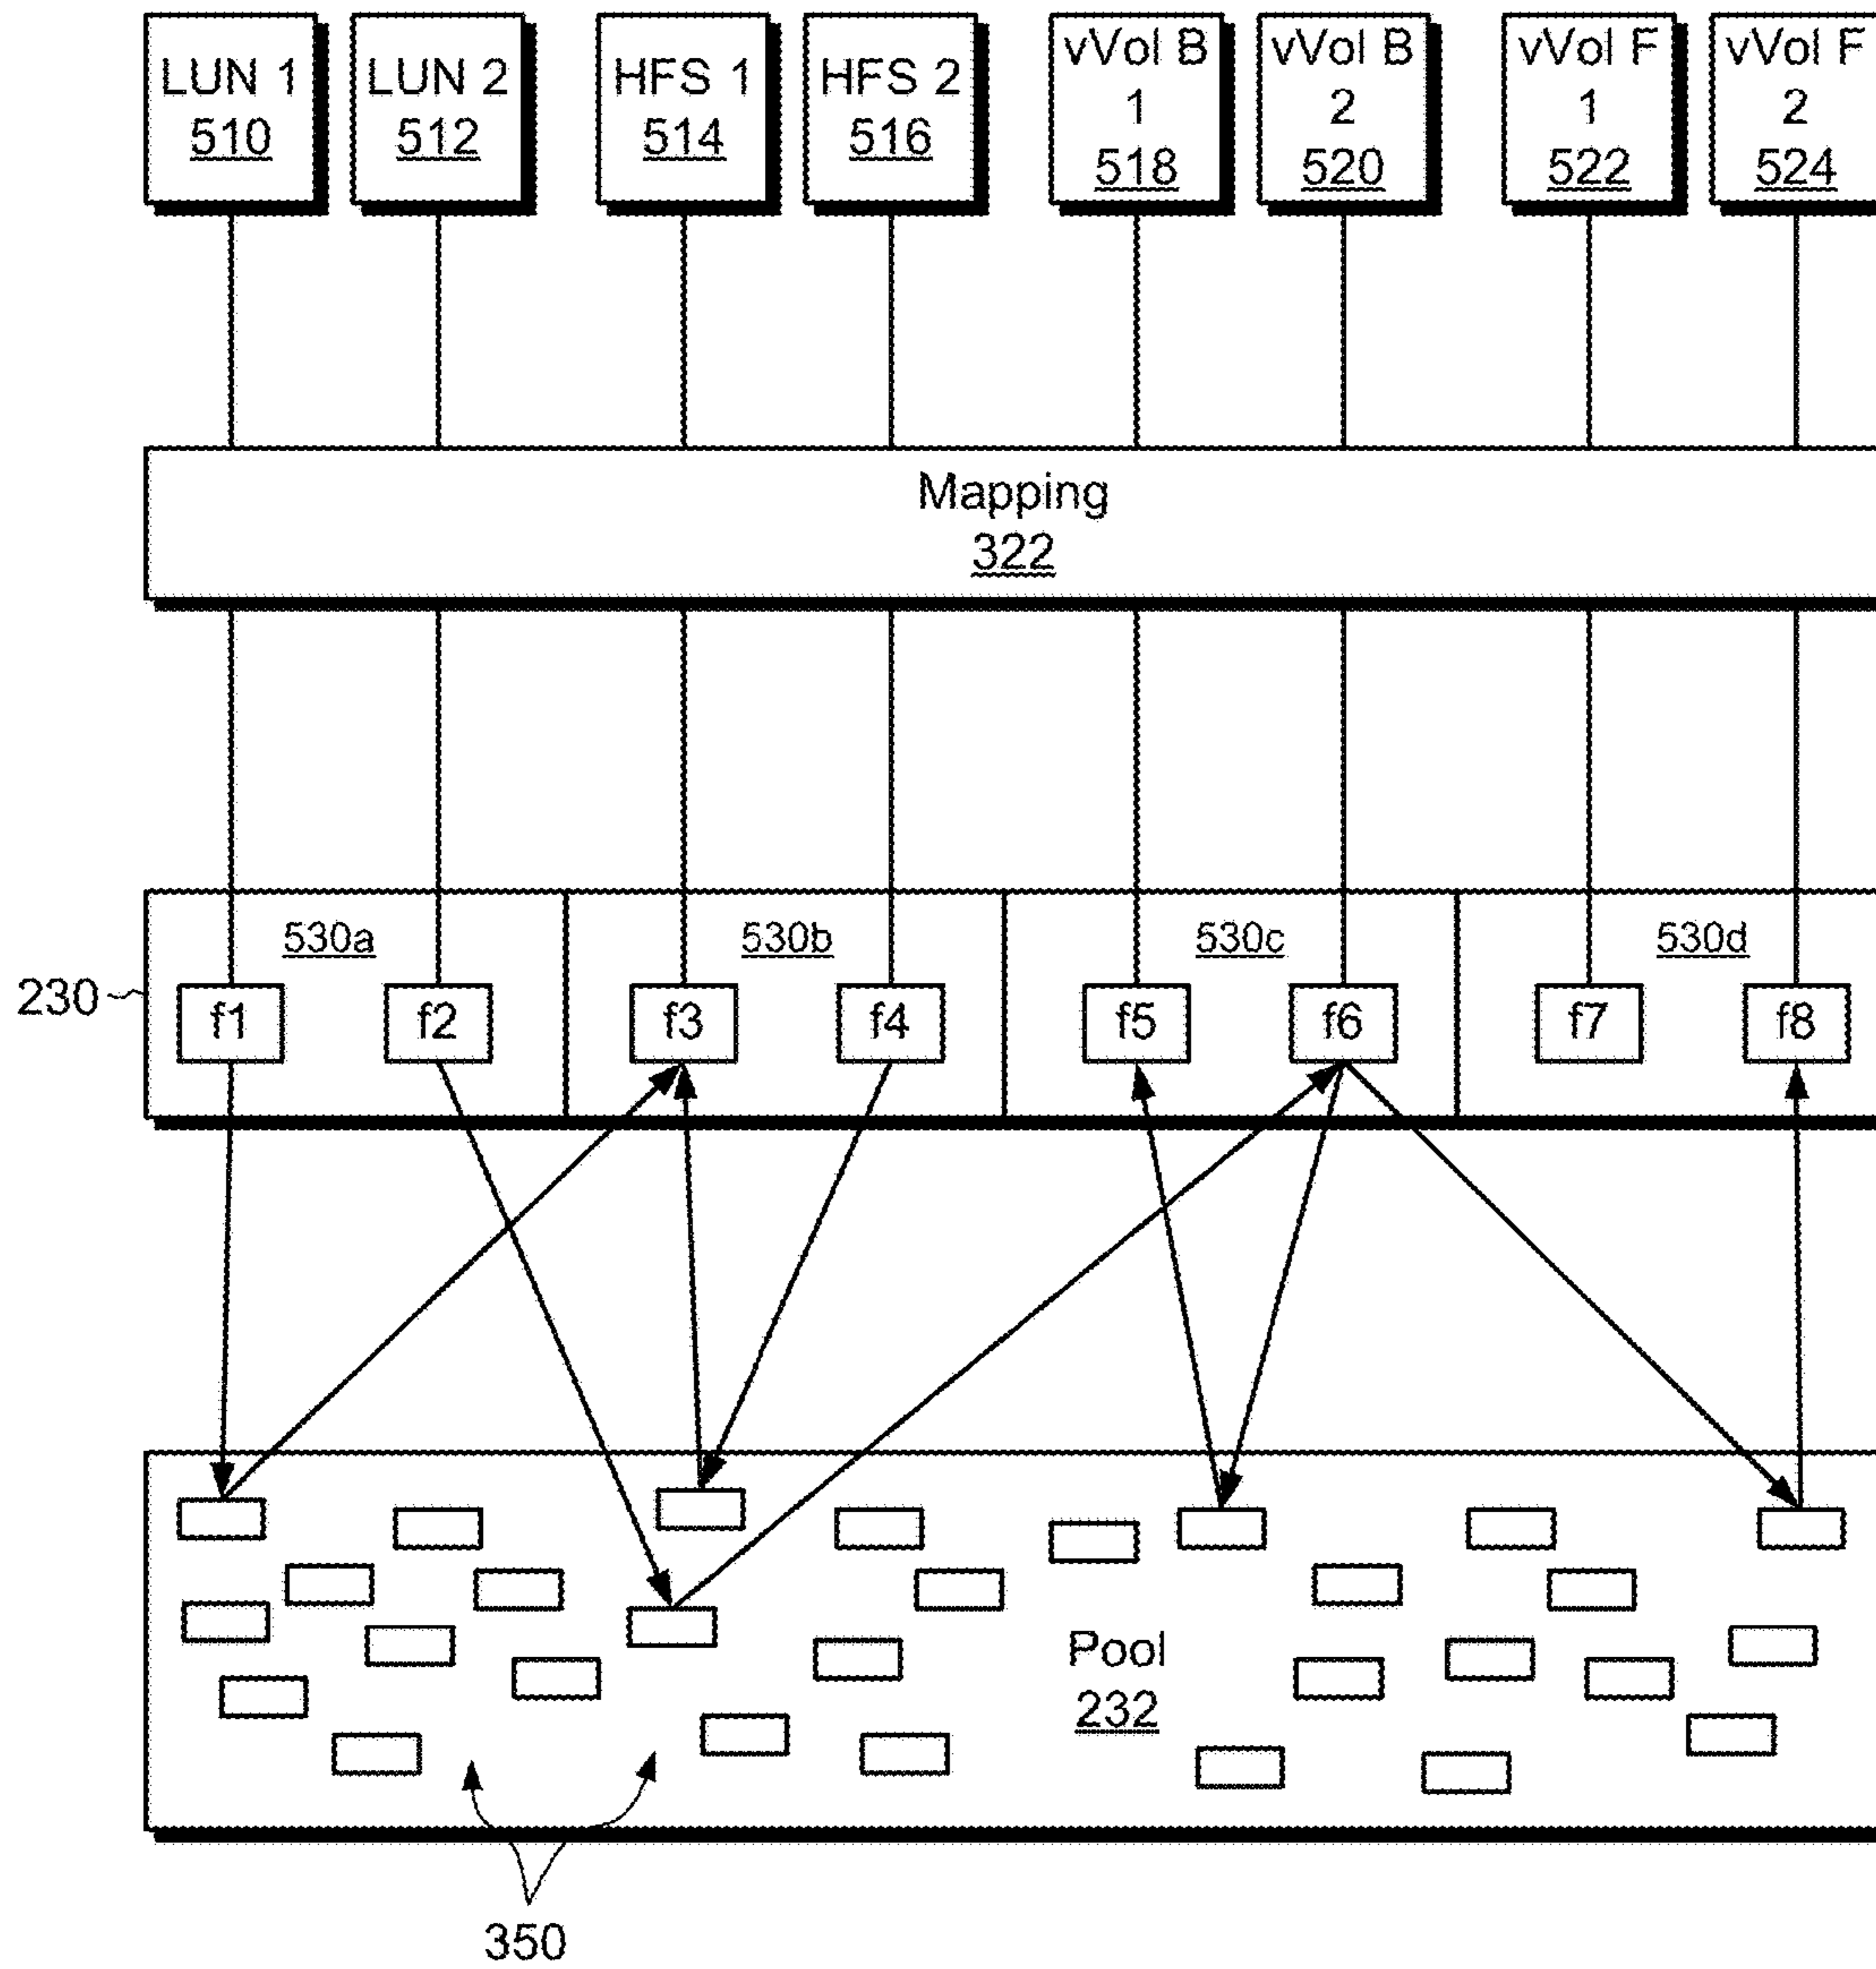 LUN 1
510
LUN 2
512
HFS 1
514
HFS 2
516
vVol B
1
518
vVol B
2
520
vVol F
1
522
vVol F
2
524
Mapping
322
530a
530b
530c
530d
230
f1
f2
f3
f4
f5
f6
f7
f8
Pool
232
350